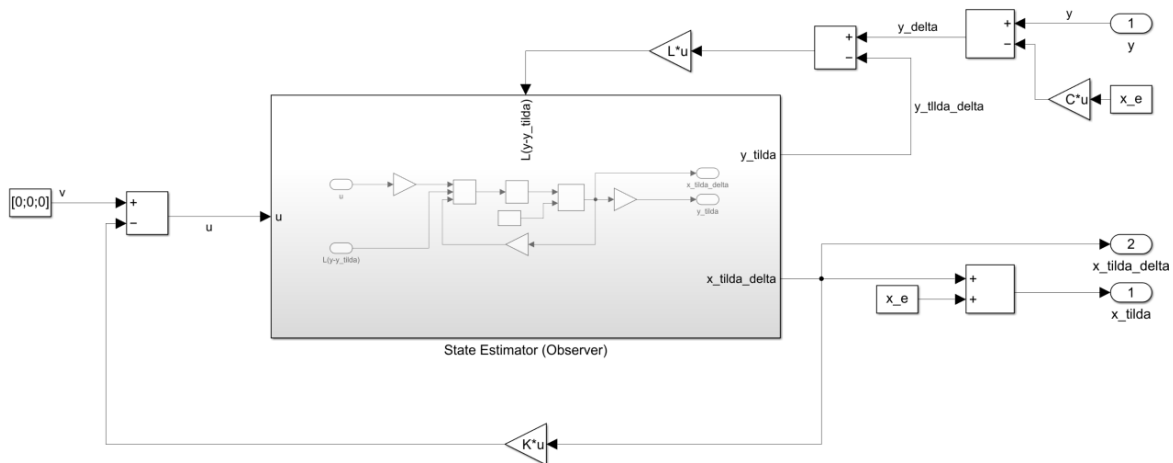 y
1
y
+
−
y_delta
+
−
L*u
C*u
x_e
y_tllda_delta
L(y-y_tilda)
y_tilda
x_tilda_delta
y_tilda
u
L(y-y_tilda)
[0;0;0]
v
+
−
u
u
x_tilda_delta
2
x_tilda_delta
x_e
+
+
1
x_tilda
State Estimator (Observer)
K*u